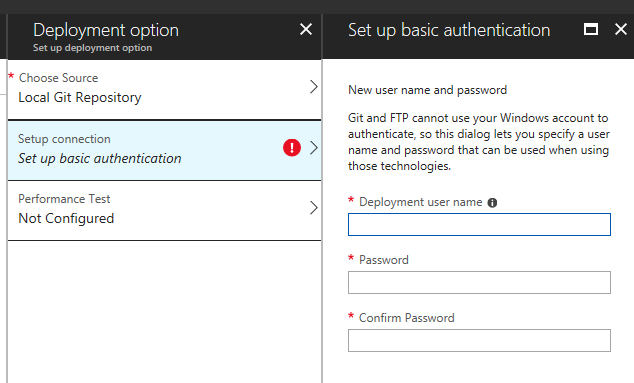 Deployment option
Set up deployment option
* Choose Source
Local Git Repository
Setup connection
Set up basic authentication
!
Performance Test
Not Configured
Set up basic authentication
New user name and password
Git and FTP cannot use your Windows account to
authenticate, so this dialog lets you specify a user
name and password that can be used when using
those technologies.
* Deployment user name
* Password
* Confirm Password